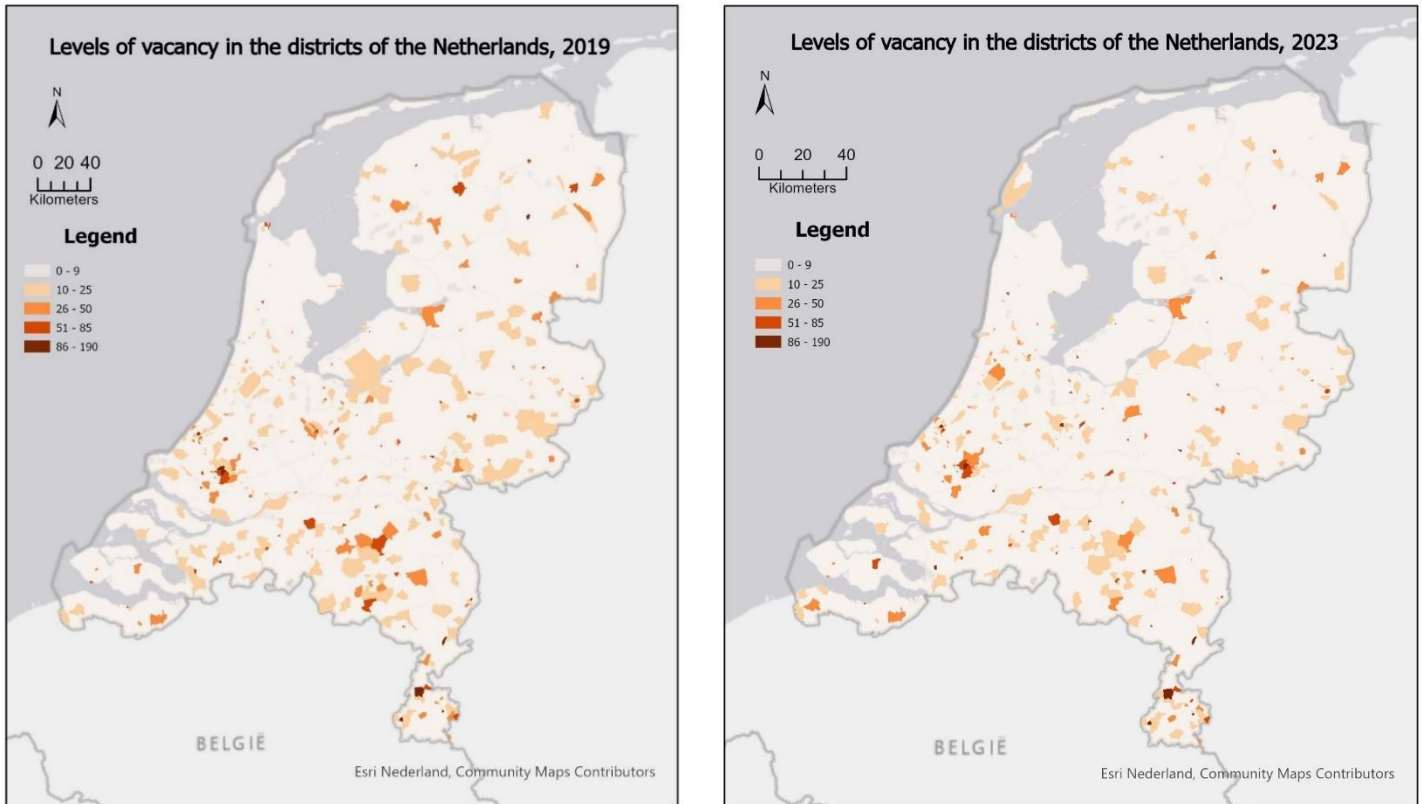 Levels of vacancy in the districts of the Netherlands, 2019
N
0 20 40
Kilometers
Legend
0 - 9
10 - 25
26 - 50
51 - 85
86 - 190
BELGIË
Esri Nederland, Community Maps Contributors
Levels of vacancy in the districts of the Netherlands, 2023
N
0 20 40
Kilometers
Legend
0 - 9
10 - 25
26 - 50
51 - 85
86 - 190
BELGIË
Esri Nederland, Community Maps Contributors